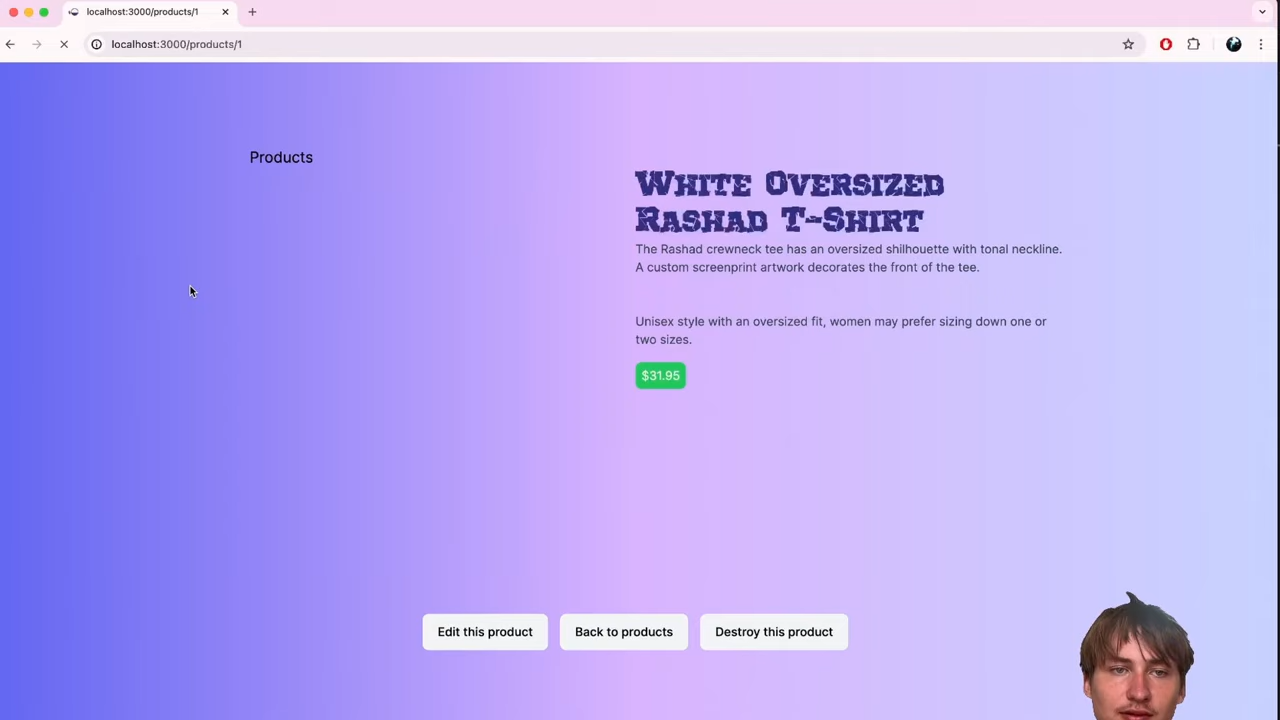 localhost:3000/products/1
localhost:3000/products/1
Products
White Oversized
Rashad T-Shirt
The Rashad crewneck tee has an oversized shilhouette with tonal neckline.
A custom screenprint artwork decorates the front of the tee.
Unisex style with an oversized fit, women may prefer sizing down one or
two sizes.
$31.95
Edit this product
Back to products
Destroy this product